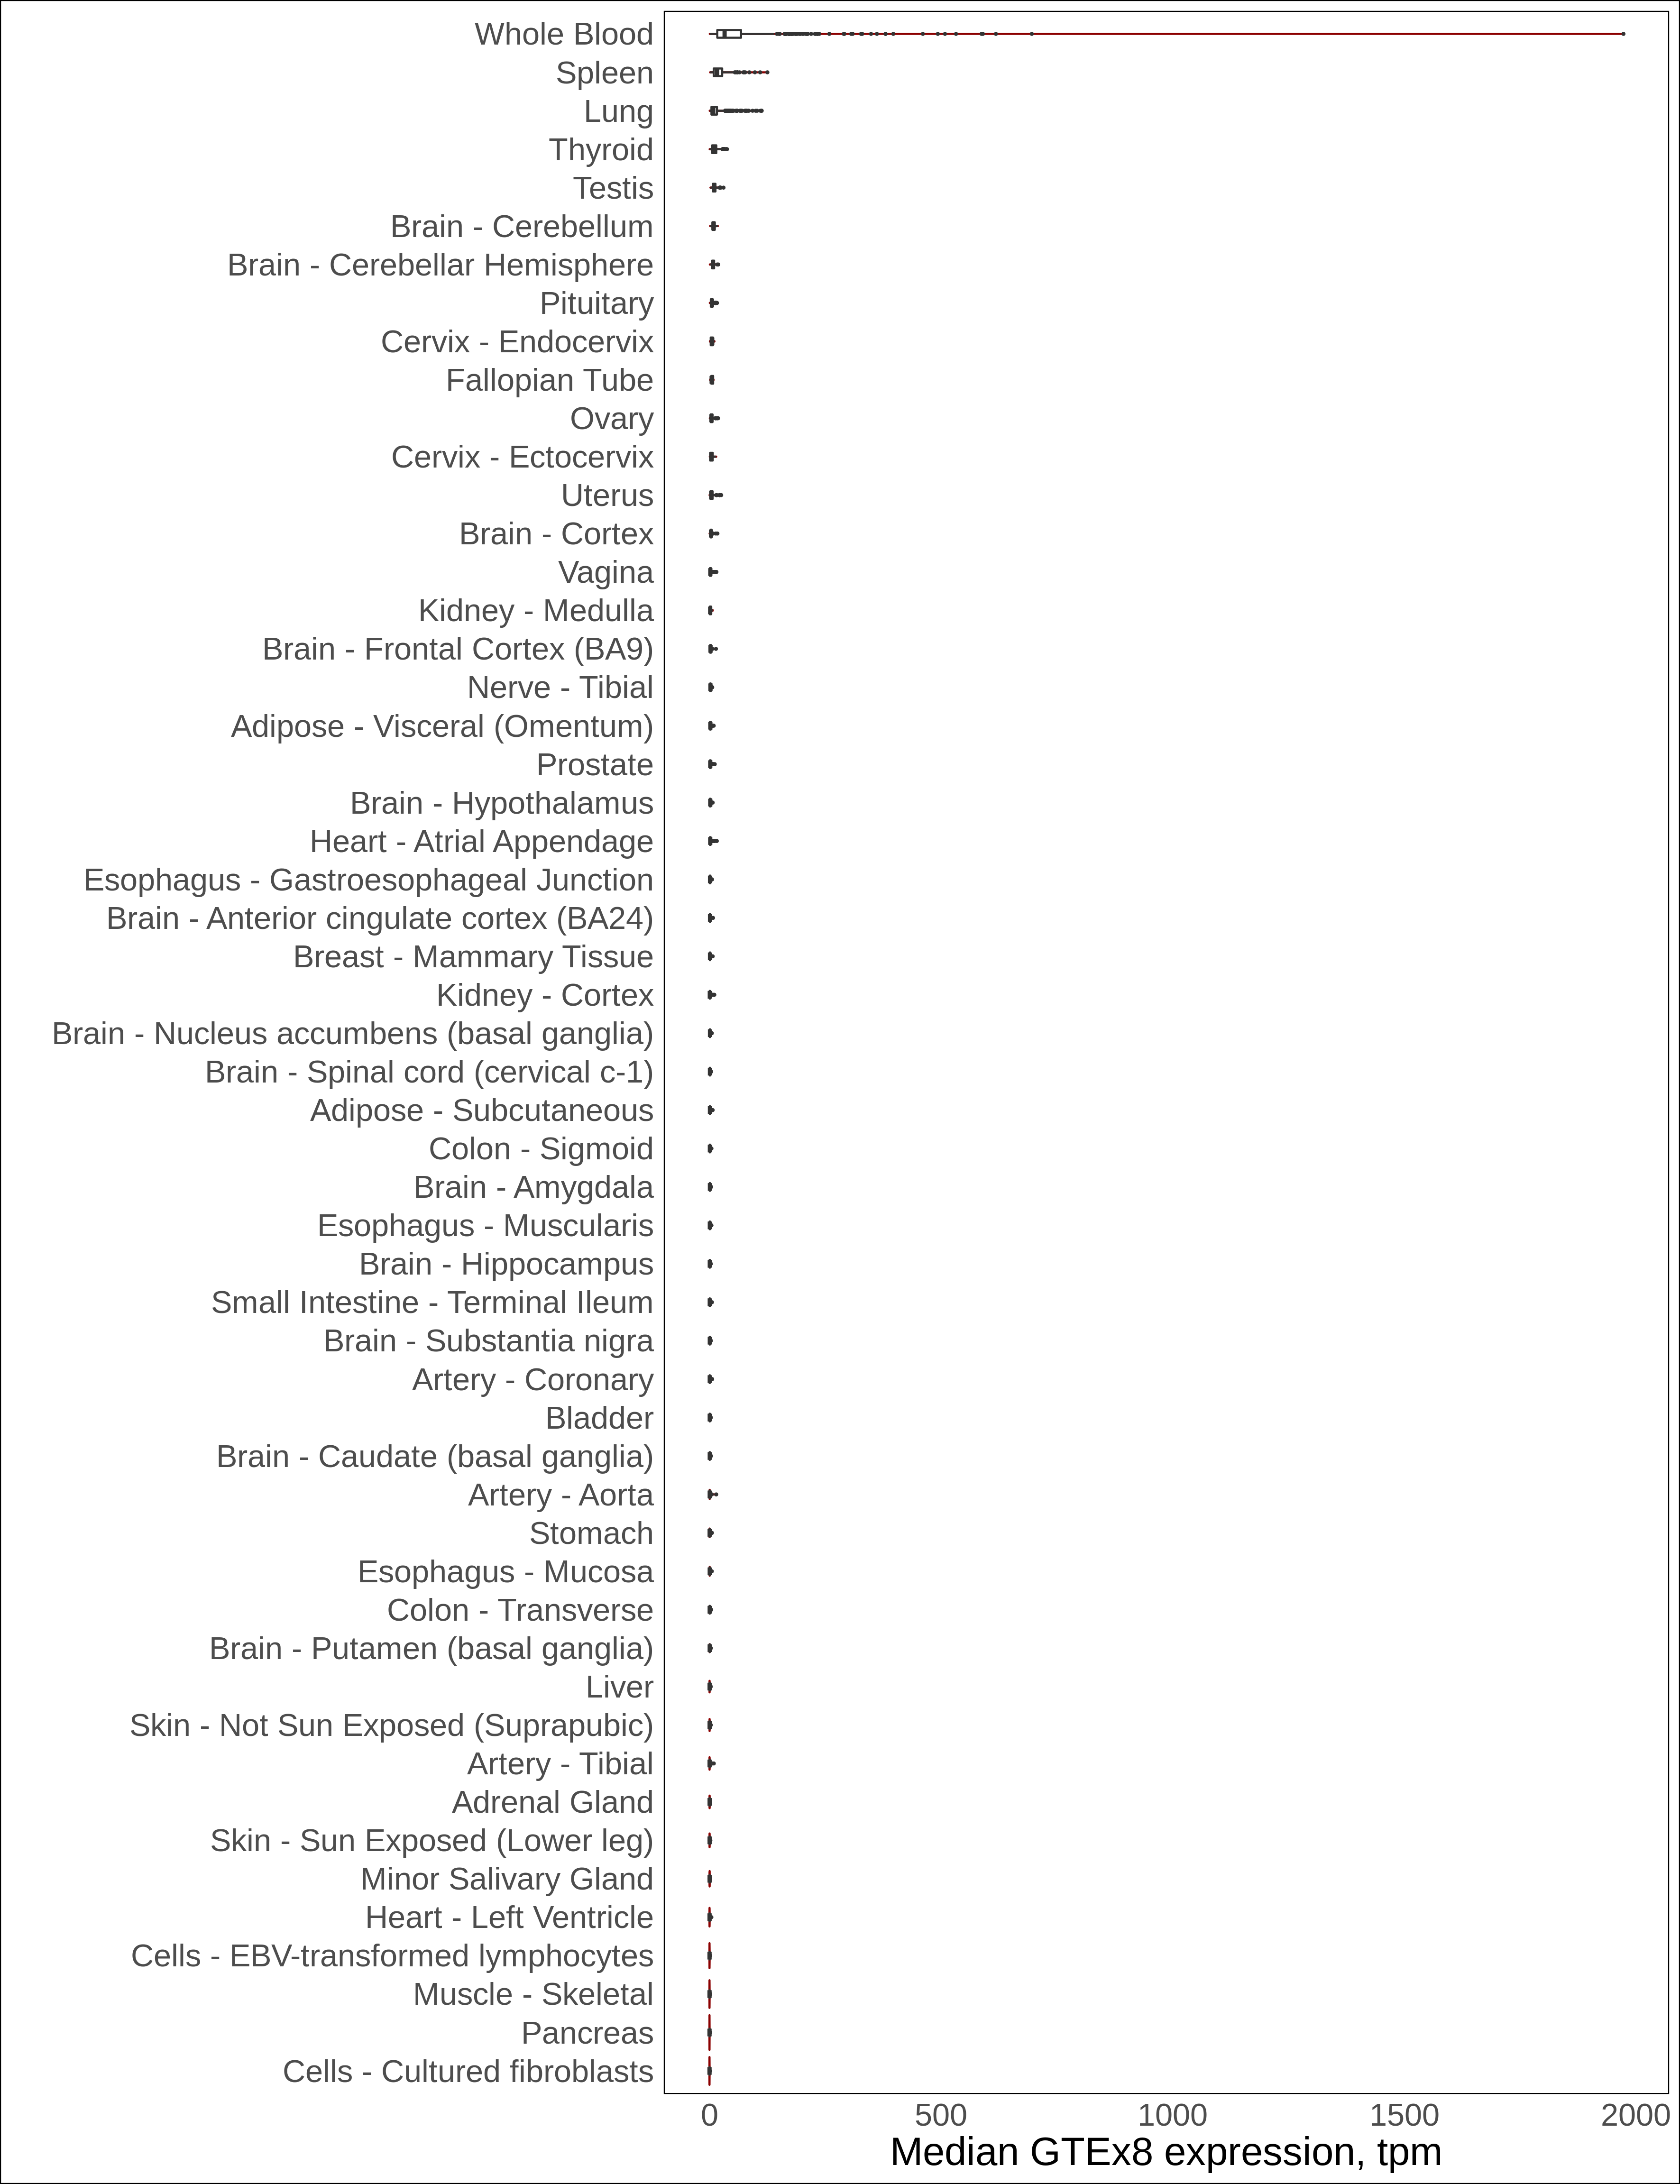 Whole Blood
Spleen
Lung
Thyroid
Testis
Brain - Cerebellum
Brain - Cerebellar Hemisphere
Pituitary
Cervix - Endocervix
Fallopian Tube
Ovary
Cervix - Ectocervix
Uterus
Brain - Cortex
Vagina
Kidney - Medulla
Brain - Frontal Cortex (BA9)
Nerve - Tibial
Adipose - Visceral (Omentum)
Prostate
Brain - Hypothalamus
Heart - Atrial Appendage
Esophagus - Gastroesophageal Junction
Brain - Anterior cingulate cortex (BA24)
Breast - Mammary Tissue
Kidney - Cortex
Brain - Nucleus accumbens (basal ganglia)
Brain - Spinal cord (cervical c-1)
Adipose - Subcutaneous
Colon - Sigmoid
Brain - Amygdala
Esophagus - Muscularis
Brain - Hippocampus
Small Intestine - Terminal Ileum
Brain - Substantia nigra
Artery - Coronary
Bladder
Brain - Caudate (basal ganglia)
Artery - Aorta
Stomach
Esophagus - Mucosa
Colon - Transverse
Brain - Putamen (basal ganglia)
Liver
Skin - Not Sun Exposed (Suprapubic)
Artery - Tibial
Adrenal Gland
Skin - Sun Exposed (Lower leg)
Minor Salivary Gland
Heart - Left Ventricle
Cells - EBV-transformed lymphocytes
Muscle - Skeletal
Pancreas
Cells - Cultured fibroblasts
0 500 1000 1500 2000
Median GTEx8 expression, tpm